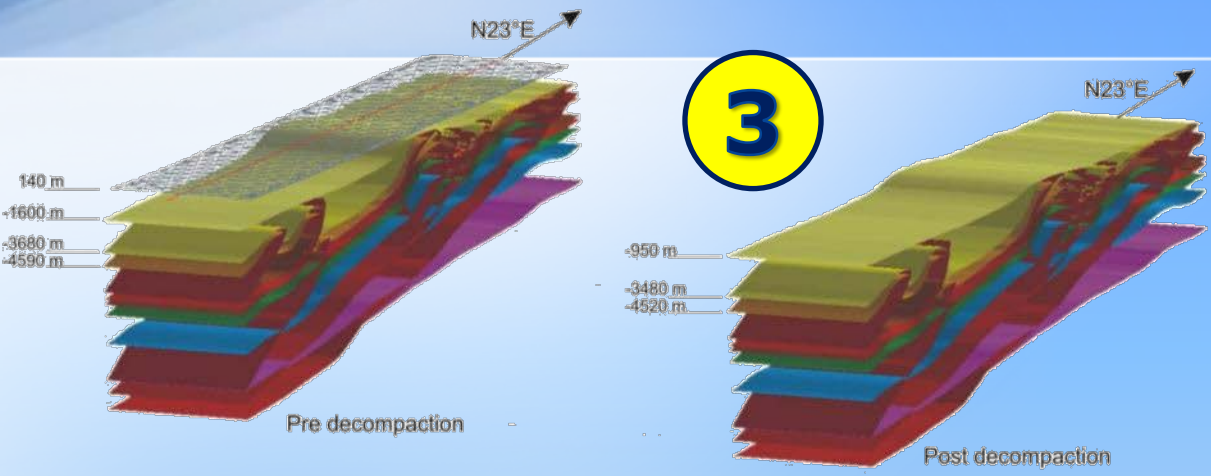 N23°E
140 m
-1600 m
-3680 m
-4590 m
Pre decompaction
3
N23°E
-950 m
-3480 m
-4520 m
Post decompaction